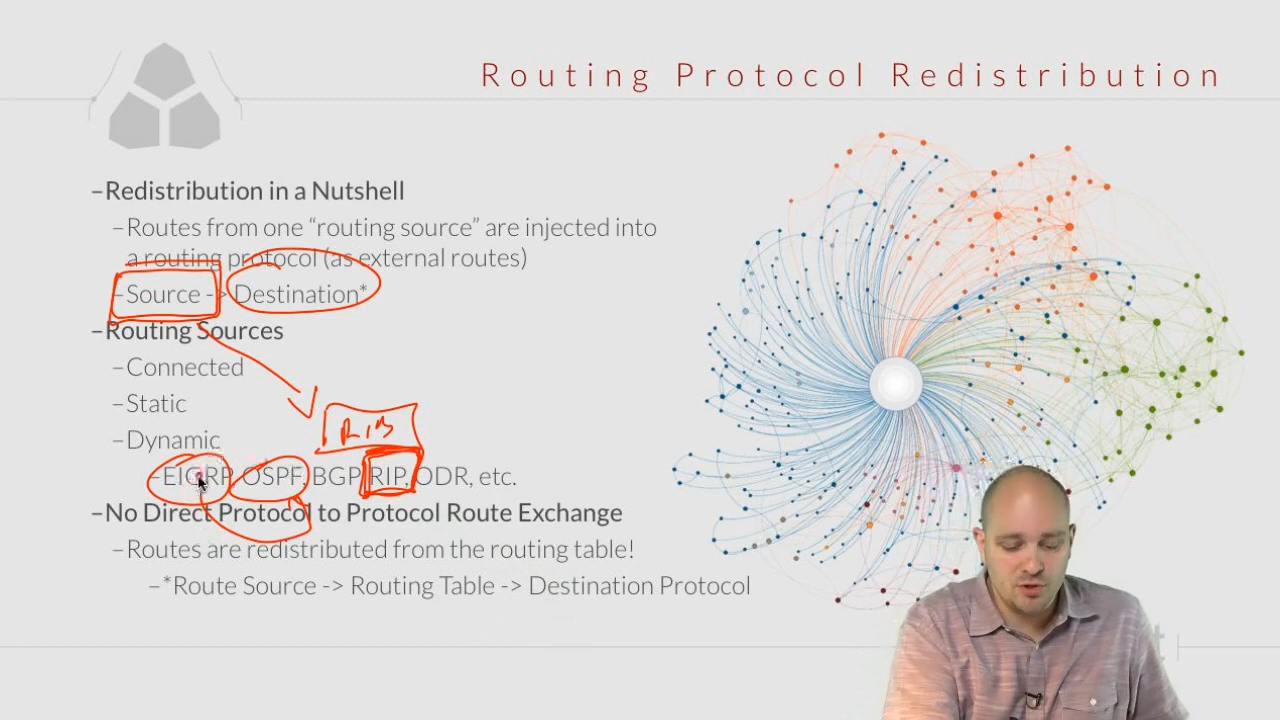 Routing Protocol Redistribution
–Redistribution in a Nutshell
–Routes from one “routing source” are injected into
a routing protocol (as external routes)
–Source -> Destination*
–Routing Sources
–Connected
–Static
–Dynamic
RIB
–EIGRP, OSPF, BGP, RIP, ODR, etc.
–No Direct Protocol to Protocol Route Exchange
–Routes are redistributed from the routing table!
–*Route Source -> Routing Table -> Destination Protocol